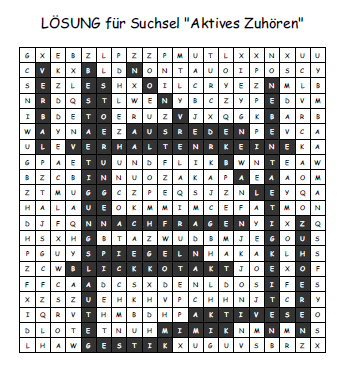 LÖSUNG für Suchsel "Aktives Zuhören"
G X E B Z L P Z Z P M U T L X X N X U U
C V K X B L D N O N T A U O I P O S C Y
S E Z L E S H X O I L C R Y E Z N M L B
N R D Q S T L W E N Y B C Z Y P E D V M
I B D E T O E R U Z V J X Q G K B A R B
W A Y N A E Z A U S R E D E N P E V C A
U L E V E R H A L T E N R K E I N E K A
G P A E T U U N D F L I K B W N T E A W
B Z C B I N N U O Z A K A P A E A A O M
Z T M U G G C Z P E Q S J Z N L E Y Q A
H A L A U E O K M M I M C E F A T M O N
D J F Q N N A C H F R A G E N Y I X Z Q
H S X H G B T A Z W U D B M J E G O U S
P G U Y S P I E G E L N H A K A K L H S
Z C W B L I C K K O T A K T J O E X O F
F F C A A D C S X D E N L D O S I F E S
X Z S Z U E H K H V P C H H N J T C R Y
I Q R V T H M B D H P A K T I V E S E O
D L O T E T N U H M I M I K N M N M N S
L H A W G E S T I K X U G U V S B R Z X